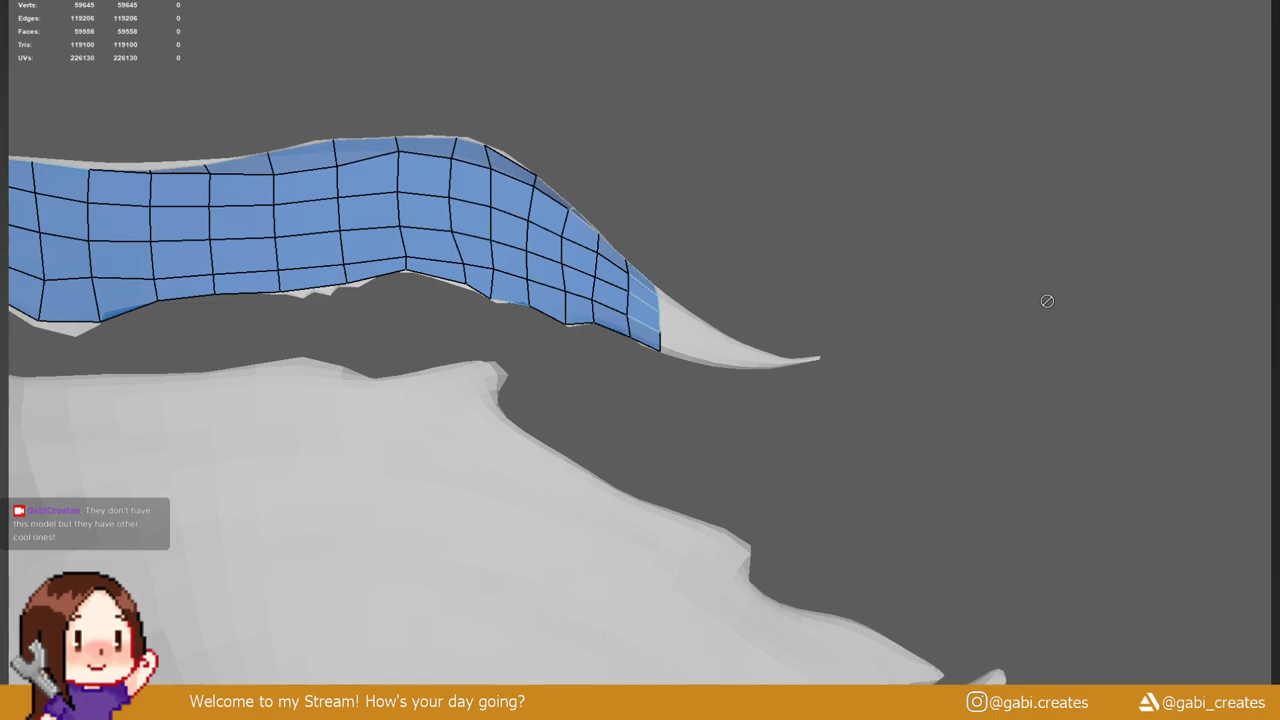 Verts: 59645 59645 0
Edges: 119206 119206 0
Faces: 59558 59558 0
Tris: 119100 119100 0
UVs: 226130 226130 0
GabiCreates They don't have
this model but they have other
cool ones!
Welcome to my Stream! How's your day going?
@gabi.creates
@gabi_creates